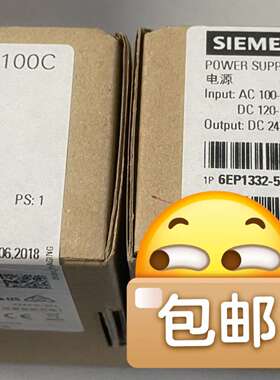 100C
PS: 1
06.2018
SIEME
POWER SUPP
电源
Input: AC 100-
DC 120-
Output: DC 24
1P 6EP1332-5
包邮